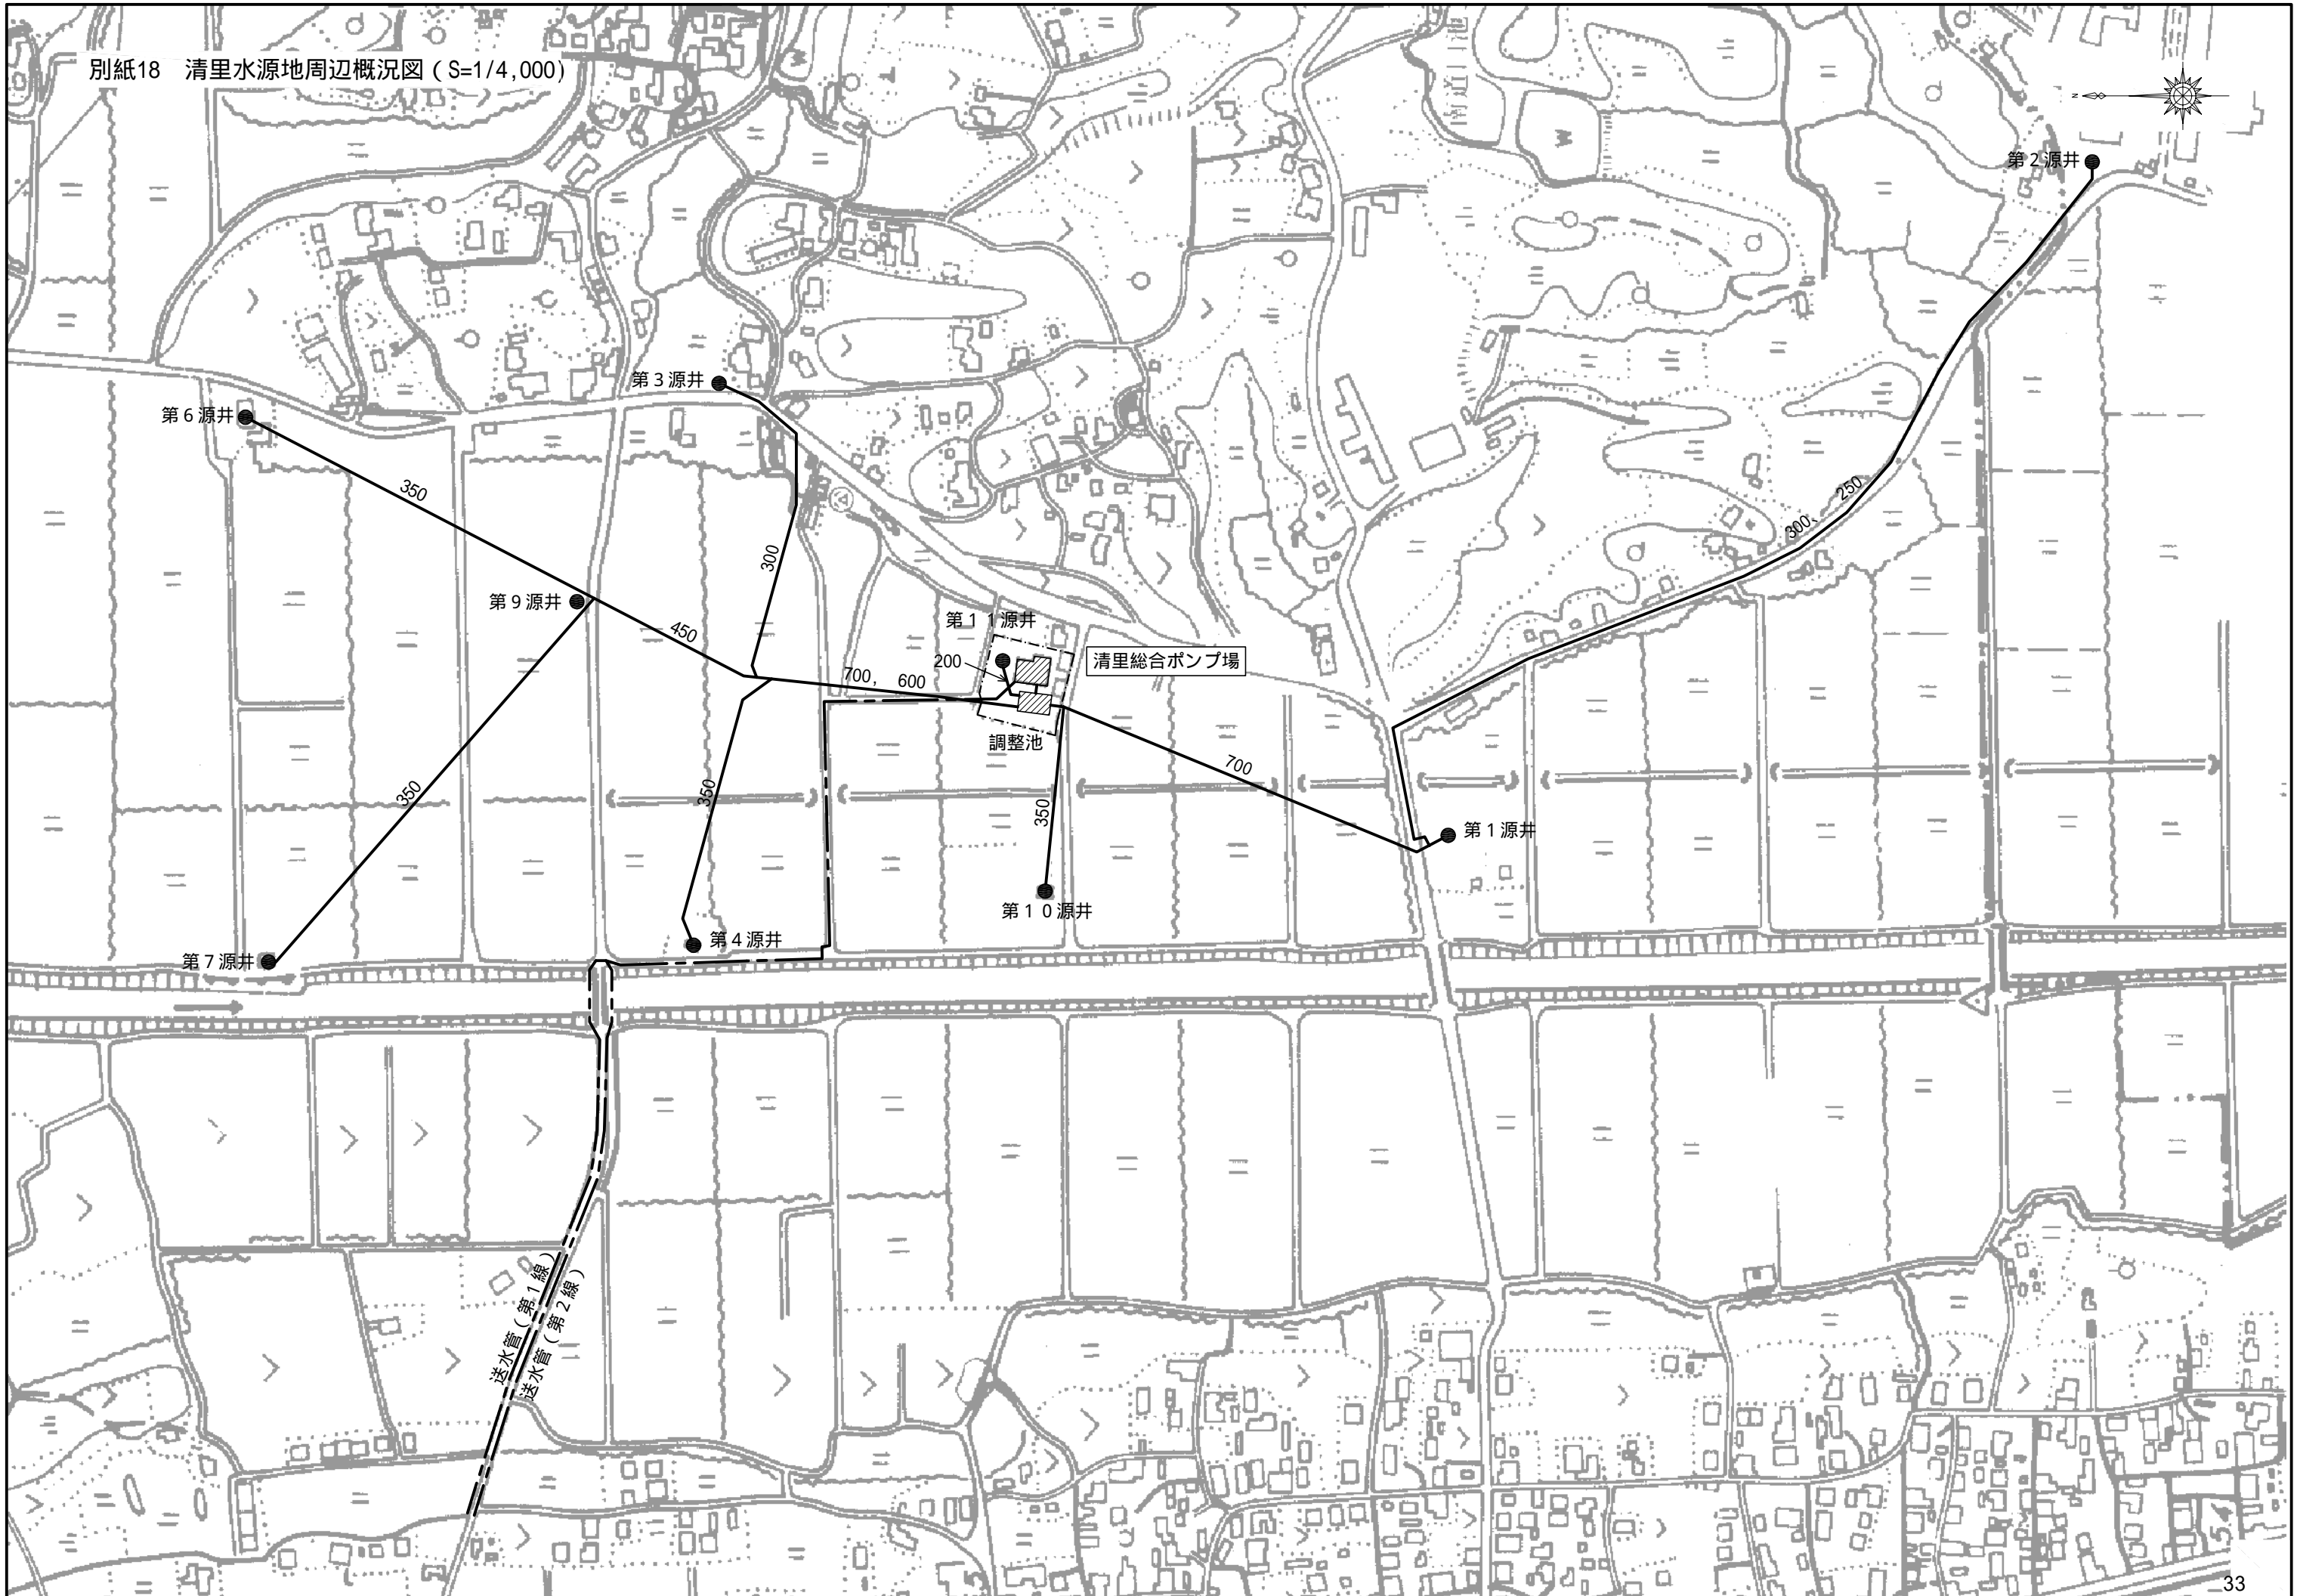 別紙18　清里水源地周辺概況図（S=1/4,000）
N
第２源井
第３源井
第６源井
350
250
300、
300
第９源井
450
第１１源井
200
清里総合ポンプ場
700,　600
調整池
700
350
350
350
第１源井
第１０源井
第４源井
第７源井
送水管（第１線）
送水管（第２線）
33